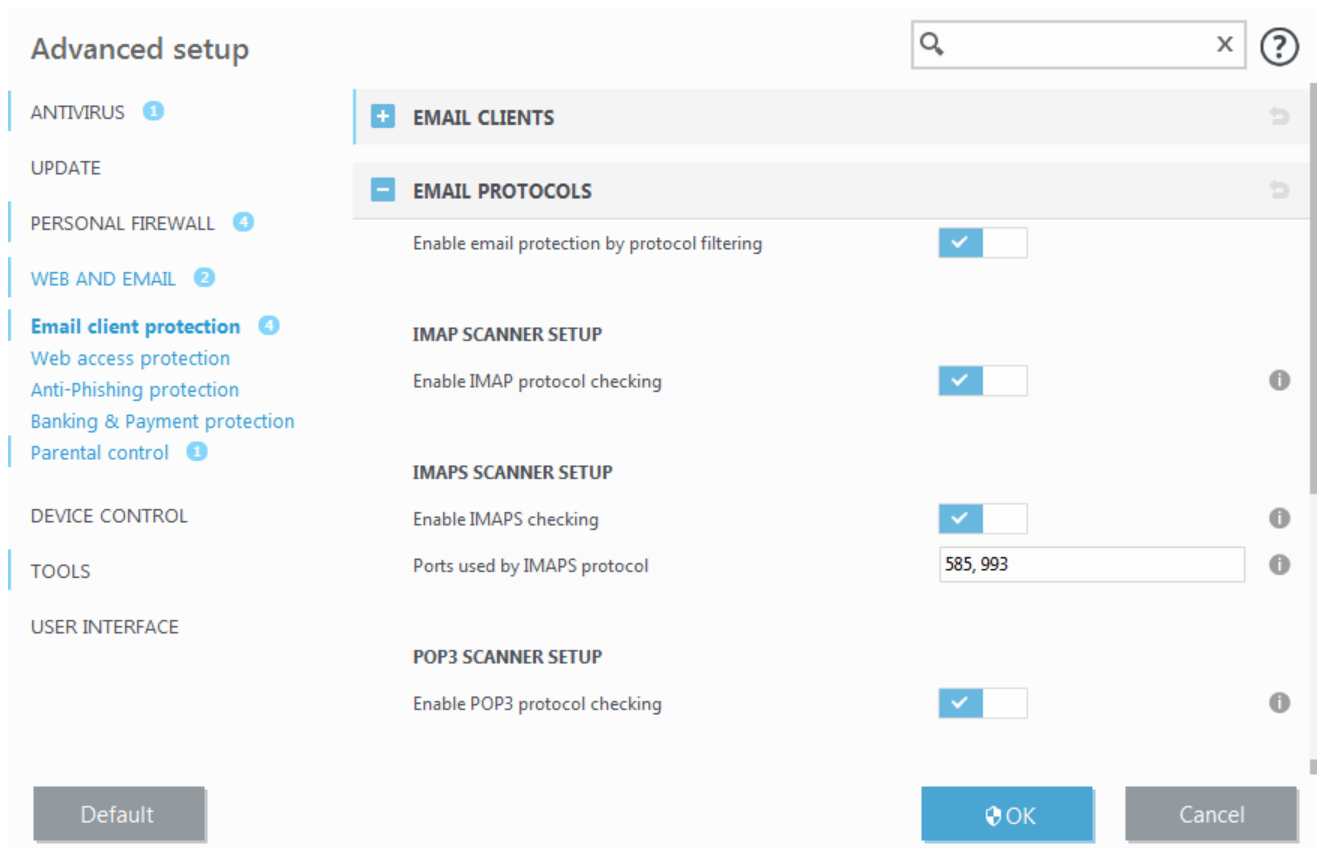 Advanced setup
x
?
ANTIVIRUS 1
UPDATE
PERSONAL FIREWALL 4
WEB AND EMAIL 2
Email client protection 4
Web access protection
Anti-Phishing protection
Banking & Payment protection
Parental control 1
DEVICE CONTROL
TOOLS
USER INTERFACE
EMAIL CLIENTS
EMAIL PROTOCOLS
Enable email protection by protocol filtering
IMAP SCANNER SETUP
Enable IMAP protocol checking
IMAPS SCANNER SETUP
Enable IMAPS checking
Ports used by IMAPS protocol 585, 993
POP3 SCANNER SETUP
Enable POP3 protocol checking
Default
OK
Cancel